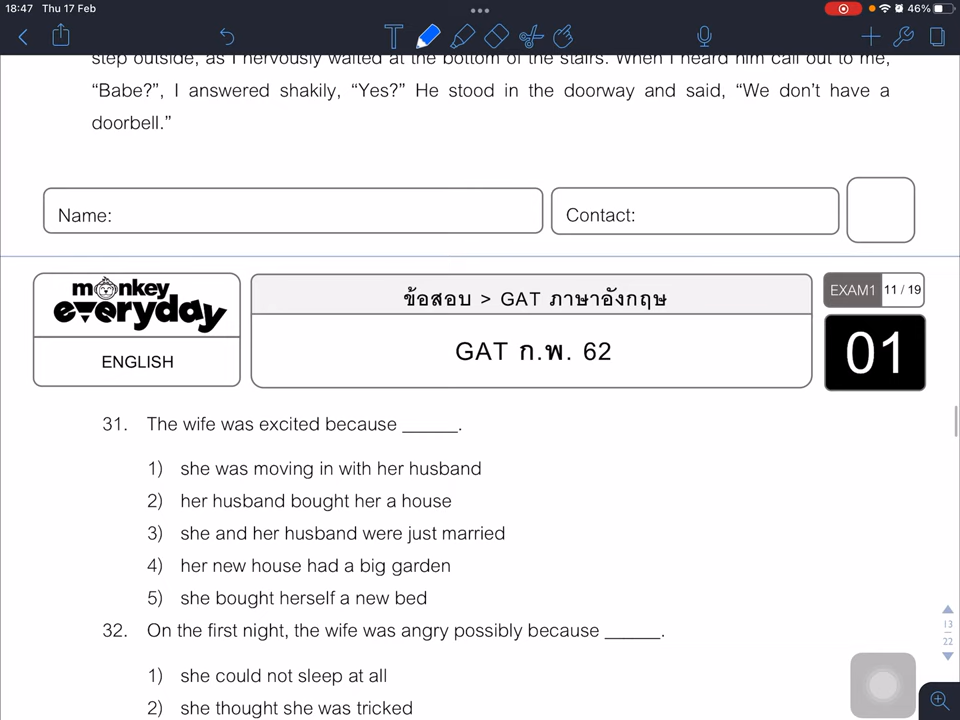 18:47 Thu 17 Feb 46%
step outside, as I nervously waited at the bottom of the stairs. When I heard him call out to me,
“Babe?”, I answered shakily, “Yes?” He stood in the doorway and said, “We don’t have a
doorbell.”
Name:
Contact:
monkey
everyday
ENGLISH
ข้อสอบ > GAT ภาษาอังกฤษ
GAT ก.พ. 62
EXAM1 11 / 19
01
31. The wife was excited because ______.
1) she was moving in with her husband
2) her husband bought her a house
3) she and her husband were just married
4) her new house had a big garden
5) she bought herself a new bed
32. On the first night, the wife was angry possibly because ______.
1) she could not sleep at all
2) she thought she was tricked
13
22